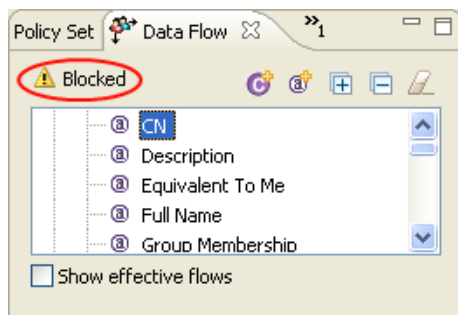 Policy Set Data Flow »1
Blocked
CN
Description
Equivalent To Me
Full Name
Group Membership
Show effective flows